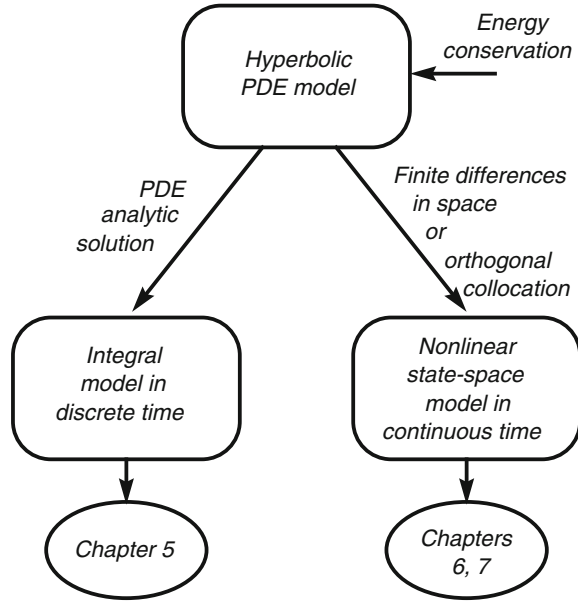 Energy
conservation
Hyperbolic
PDE model
PDE
analytic
solution
Finite differences
in space
or
orthogonal
collocation
Integral
model in
discrete time
Nonlinear
state-space
model in
continuous time
Chapter 5
Chapters
6, 7